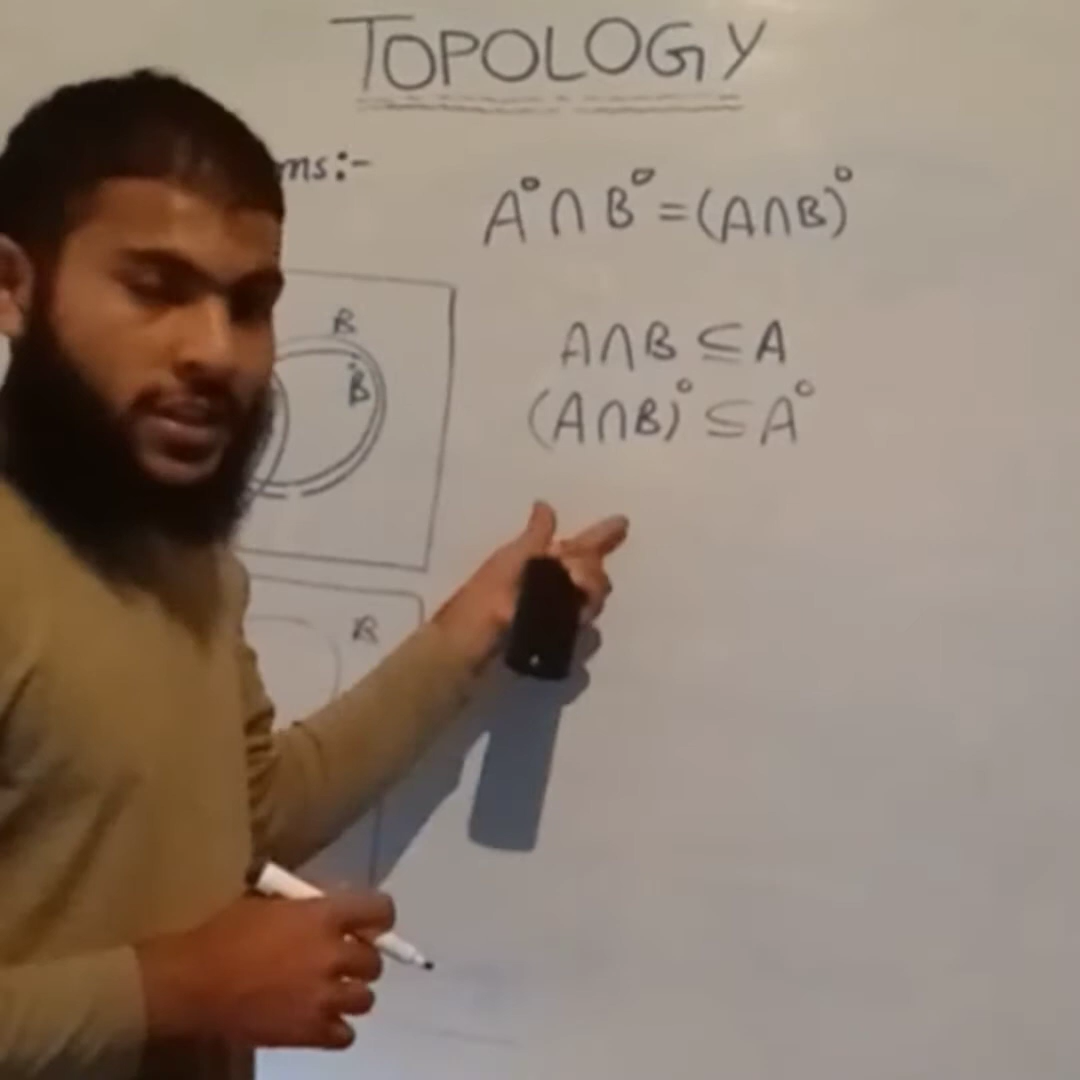 TOPOLOGY
ms:-
A° ∩ B° = (A∩B)°
B
B°
A∩B ⊆ A
(A∩B)° ⊆ A°
B